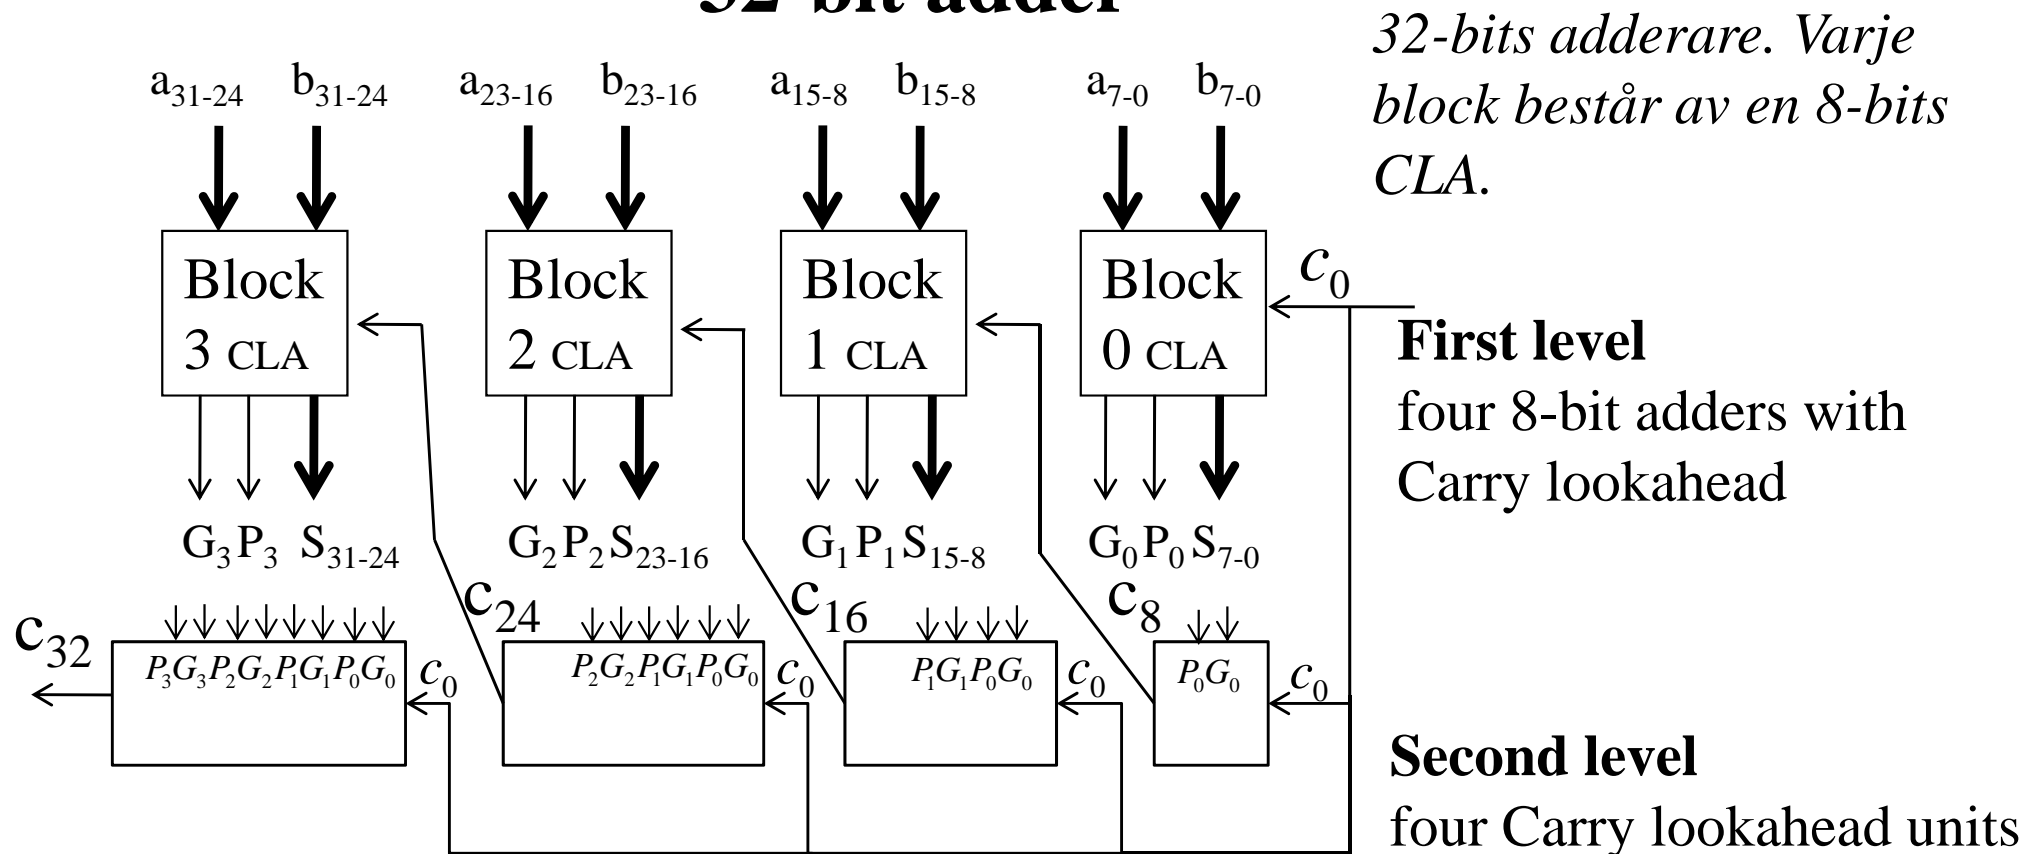 32-bit adder
32-bits adderare. Varje
block består av en 8-bits
CLA.
a31-24 b31-24 a23-16 b23-16 a15-8 b15-8 a7-0 b7-0
Block Block Block Block
3 CLA 2 CLA 1 CLA 0 CLA
c0
First level
four 8-bit adders with
Carry lookahead
G3 P3 S31-24 G2 P2 S23-16 G1 P1 S15-8 G0 P0 S7-0
c32 c24 c16 c8
P3G3P2G2P1G1P0G0 c0 P2G2P1G1P0G0 c0 P1G1P0G0 c0 P0G0 c0
Second level
four Carry lookahead units